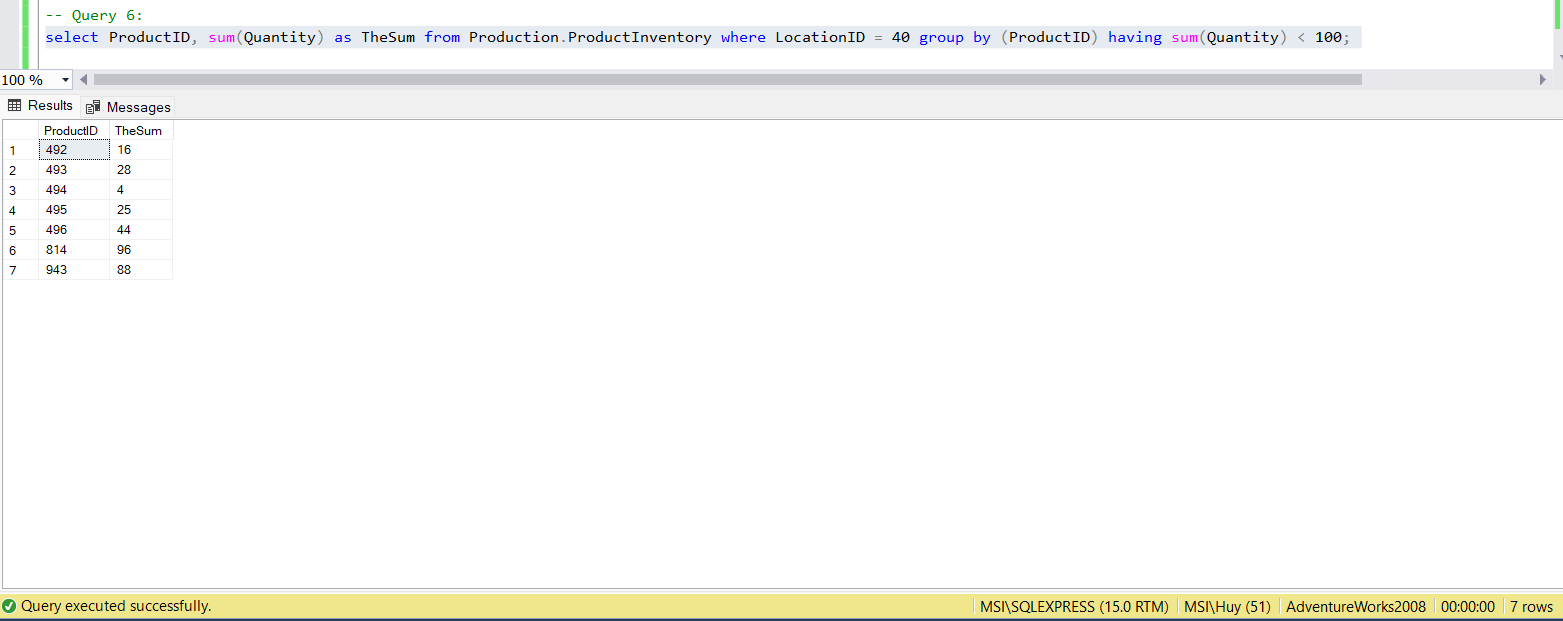 -- Query 6:
select ProductID, sum(Quantity) as TheSum from Production.ProductInventory where LocationID = 40 group by (ProductID) having sum(Quantity) < 100;
100 %
Results Messages
ProductID TheSum
1 492 16
2 493 28
3 494 4
4 495 25
5 496 44
6 814 96
7 943 88
Query executed successfully. MSI\SQLEXPRESS (15.0 RTM) MSI\Huy (51) AdventureWorks2008 00:00:00 7 rows